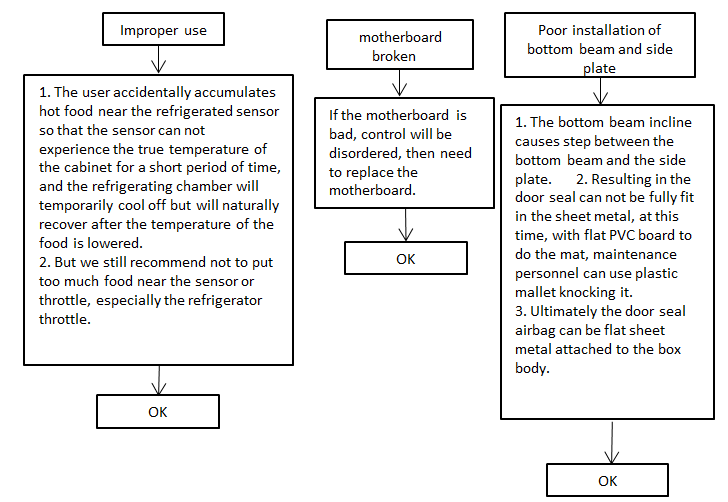 Improper use
1. The user accidentally accumulates
hot food near the refrigerated sensor
so that the sensor can not
experience the true temperature of
the cabinet for a short period of time,
and the refrigerating chamber will
temporarily cool off but will naturally
recover after the temperature of the
food is lowered.
2. But we still recommend not to put
too much food near the sensor or
throttle, especially the refrigerator
throttle.
OK
motherboard
broken
If the motherboard is
bad, control will be
disordered, then need
to replace the
motherboard.
OK
Poor installation of
bottom beam and side
plate
1. The bottom beam incline
causes step between the
bottom beam and the side
plate. 2. Resulting in the
door seal can not be fully fit
in the sheet metal, at this
time, with flat PVC board to
do the mat, maintenance
personnel can use plastic
mallet knocking it.
3. Ultimately the door seal
airbag can be flat sheet
metal attached to the box
body.
OK